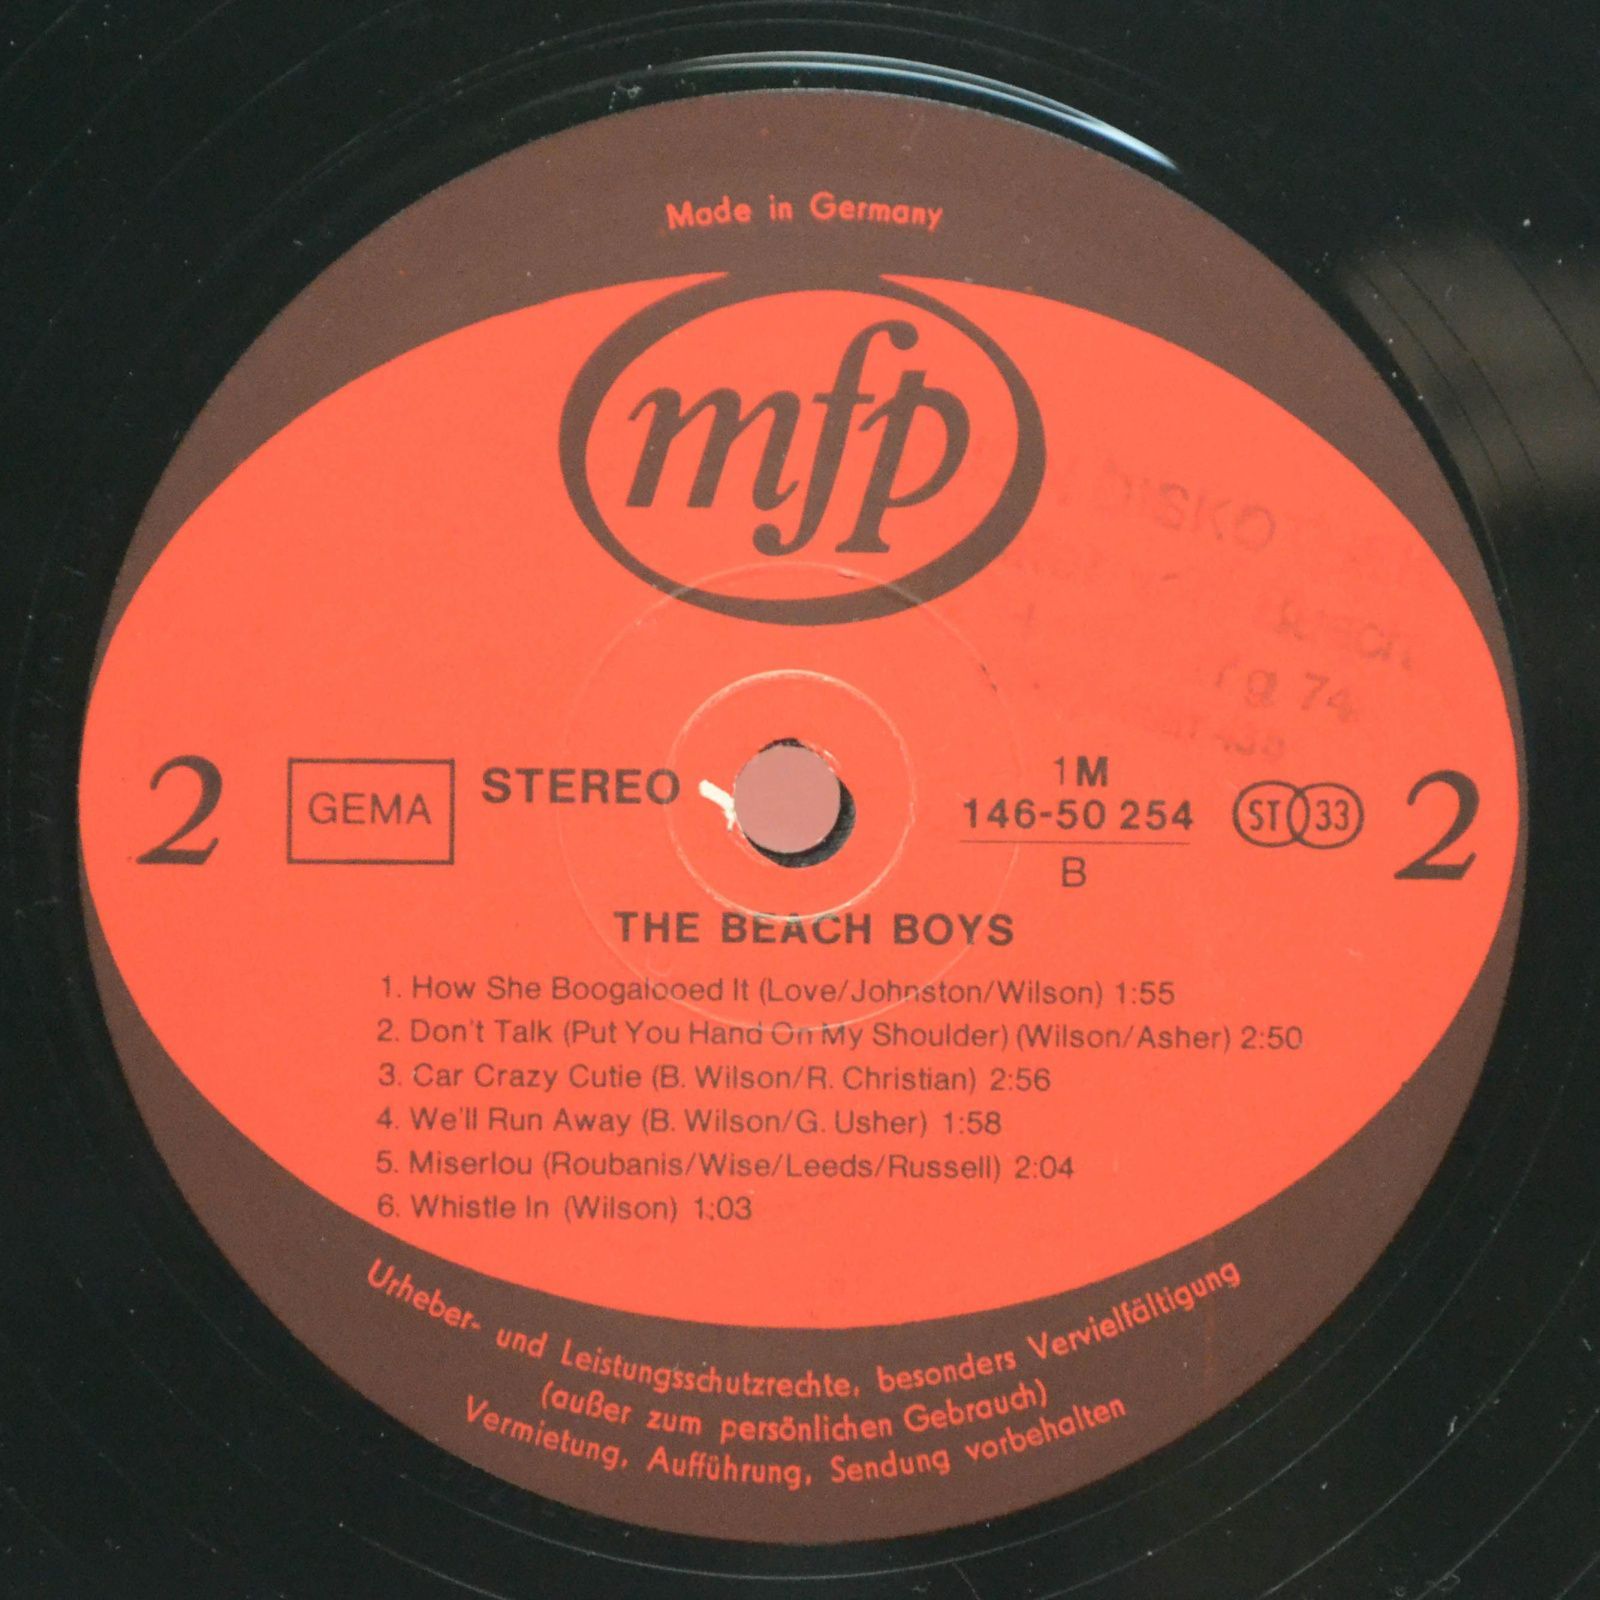 Made in Germany
mfp
2 GEMA STEREO 1M 146-50 254 B ST 33 2
THE BEACH BOYS
1. How She Boogalooed It (Love/Johnston/Wilson) 1:55
2. Don't Talk (Put You Hand On My Shoulder) (Wilson/Asher) 2:50
3. Car Crazy Cutie (B. Wilson/R. Christian) 2:56
4. We'll Run Away (B. Wilson/G. Usher) 1:58
5. Miserlou (Roubanis/Wise/Leeds/Russell) 2:04
6. Whistle In (Wilson) 1:03
Urheber- und Leistungsschutzrechte, besonders Vervielfältigung
(außer zum persönlichen Gebrauch)
Vermietung, Aufführung, Sendung vorbehalten